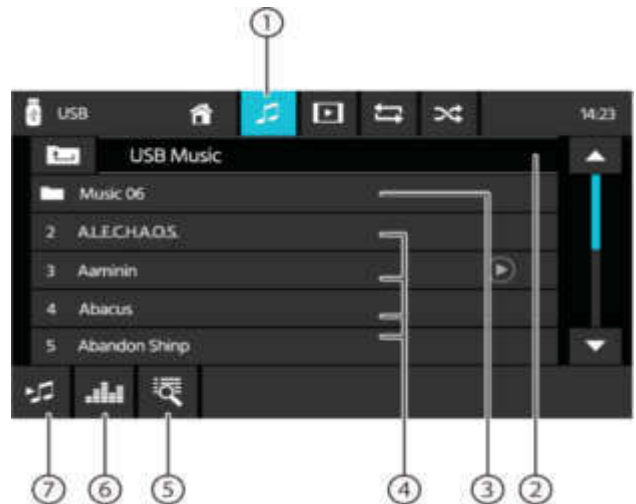 ①
USB 14:23
USB Music
Music 06
2 A.L.E.C.H.A.O.S.
3 Aaminin
4 Abacus
5 Abandon Shinp
⑦ ⑥ ⑤ ④ ③ ②